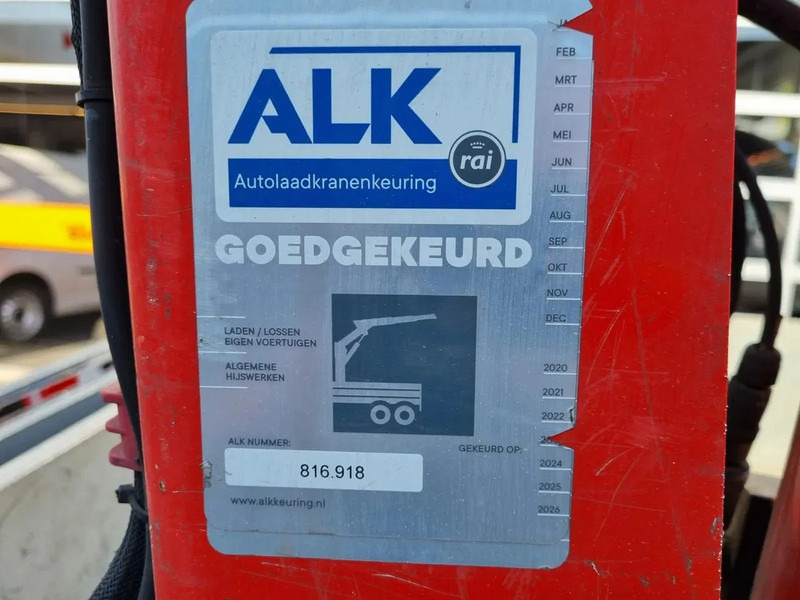 ALK
rai
Autolaadkranenkeuring
GOEDGEKEURD
LADEN / LOSSEN
EIGEN VOERTUIGEN
ALGEMENE
HIJSWERKEN
ALK NUMMER:
816.918
www.alkkeuring.nl
GEKEURD OP:
FEB
MRT
APR
MEI
JUN
JUL
AUG
SEP
OKT
NOV
DEC
2020
2021
2022
2024
2025
2026